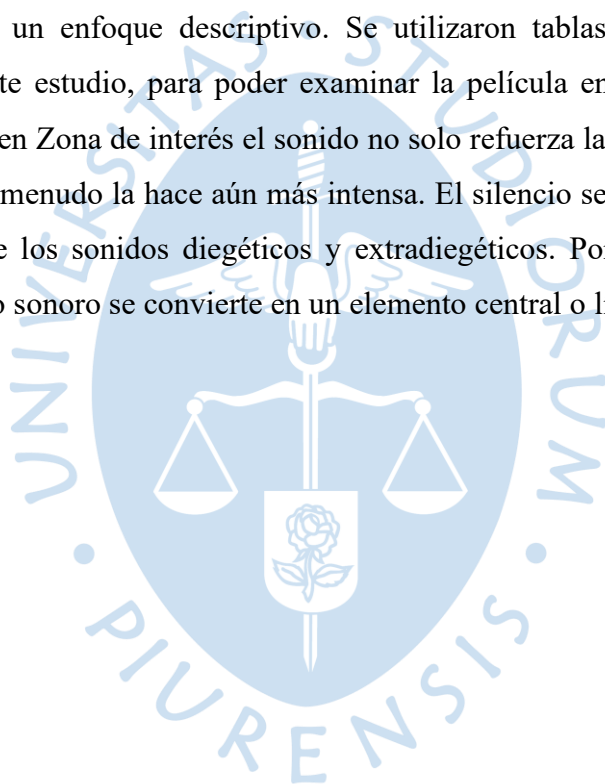 un enfoque descriptivo. Se utilizaron tablas
te estudio, para poder examinar la película en
en Zona de interés el sonido no solo refuerza la
menudo la hace aún más intensa. El silencio se
e los sonidos diegéticos y extradiegéticos. Por
o sonoro se convierte en un elemento central o
UNIVERSITAS • STUDIORUM • PIURENSIS